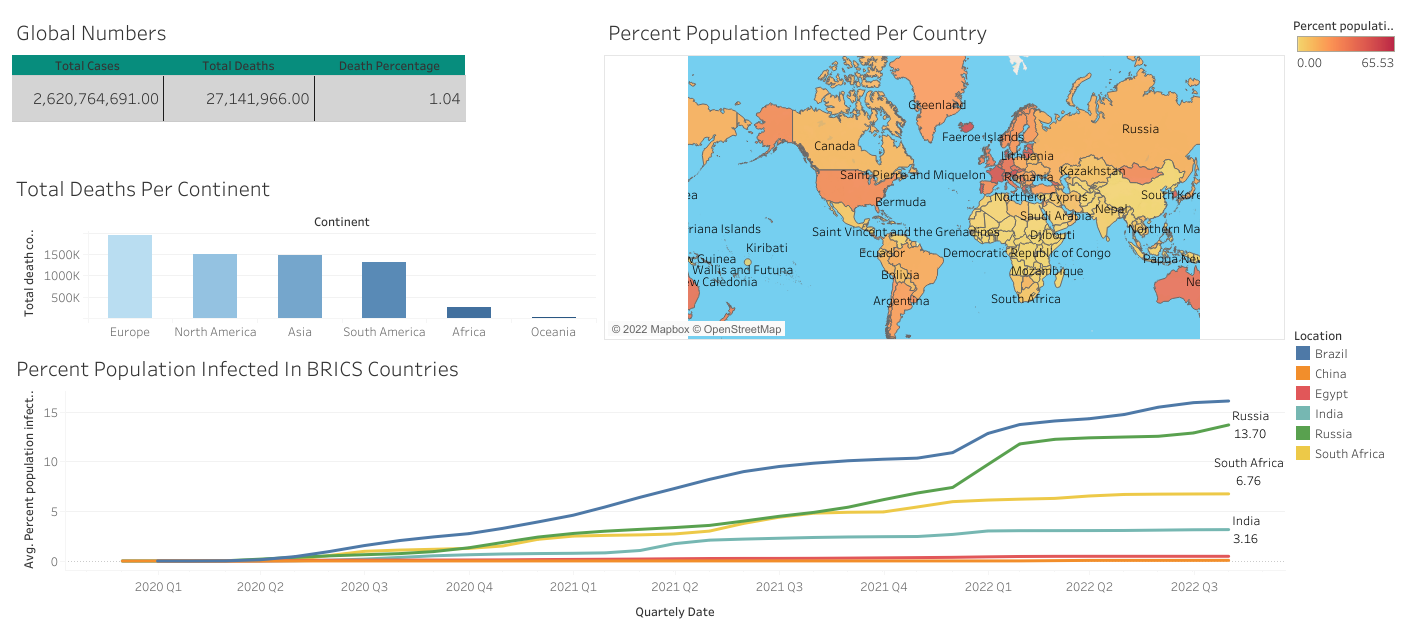 Global Numbers
Total Cases Total Deaths Death Percentage
2,620,764,691.00 27,141,966.00 1.04
Total Deaths Per Continent
Continent
Total death co..
1500K
1000K
500K
Europe North America Asia South America Africa Oceania
Percent Population Infected Per Country
Greenland
Faeroe Islands
Russia
Canada
Lithuania
Saint Pierre and Miquelon
Romania
Kazakhstan
Northern Cyprus
South Kore
Bermuda
Nepal
Saudi Arabia
riana Islands
Saint Vincent and the Grenadines
Djibouti
Northern Ma
Kiribati
Ecuador
Democratic Republic of Congo
w Guinea
Papua New
Wallis and Futuna
Bolivia
Mozambique
ew Caledonia
Ne
Argentina
South Africa
ea
© 2022 Mapbox © OpenStreetMap
Percent populati..
0.00 65.53
Percent Population Infected In BRICS Countries
Avg. Percent population infect..
15
10
5
0
Russia
13.70
South Africa
6.76
India
3.16
2020 Q1 2020 Q2 2020 Q3 2020 Q4 2021 Q1 2021 Q2 2021 Q3 2021 Q4 2022 Q1 2022 Q2 2022 Q3
Quartely Date
Location
Brazil
China
Egypt
India
Russia
South Africa